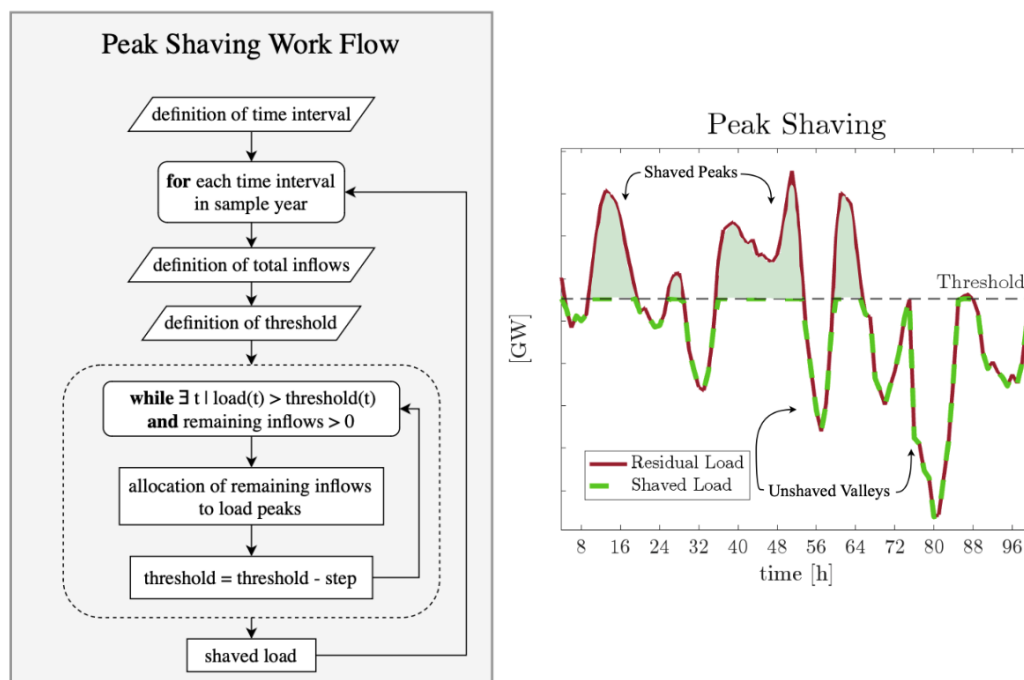 Peak Shaving Work Flow
definition of time interval
for each time interval
in sample year
definition of total inflows
definition of threshold
while ∃ t | load(t) > threshold(t)
and remaining inflows > 0
allocation of remaining inflows
to load peaks
threshold = threshold - step
shaved load
Peak Shaving
Shaved Peaks
Threshold
[GW]
Residual Load
Shaved Load
Unshaved Valleys
8 16 24 32 40 48 56 64 72 80 88 96
time [h]